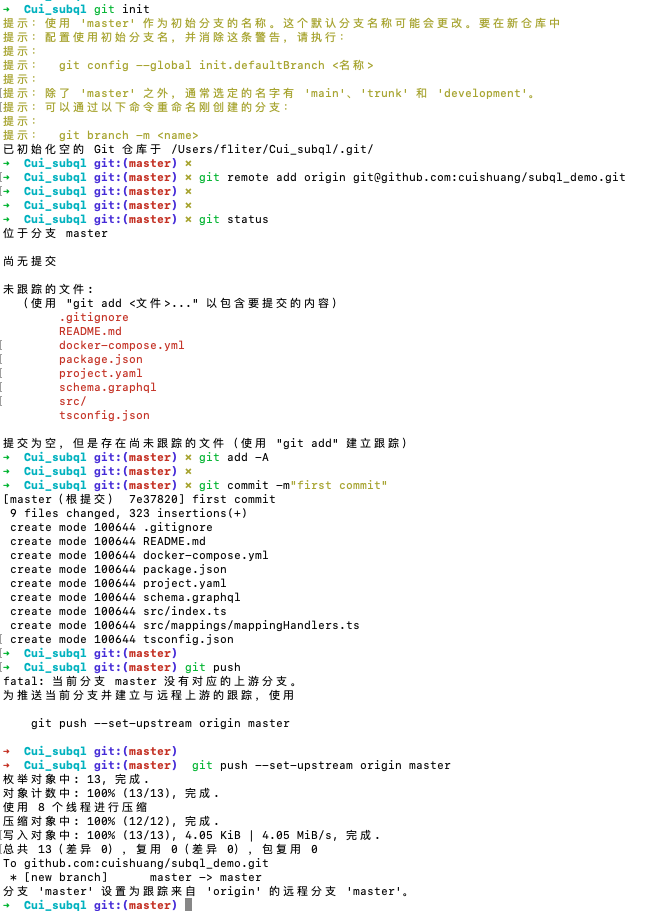 Cui_subql git init
提示：使用 'master' 作为初始分支的名称。这个默认分支名称可能会更改。要在新仓库中
提示：配置使用初始分支名，并消除这条警告，请执行：
提示：
提示：  git config --global init.defaultBranch <名称>
提示：
提示：除了 'master' 之外，通常选定的名字有 'main'、'trunk' 和 'development'。
提示：可以通过以下命令重命名刚创建的分支：
提示：
提示：  git branch -m <name>
已初始化空的 Git 仓库于 /Users/fliter/Cui_subql/.git/
➜  Cui_subql git:(master) ✗
➜  Cui_subql git:(master) ✗ git remote add origin git@github.com:cuishuang/subql_demo.git
➜  Cui_subql git:(master) ✗
➜  Cui_subql git:(master) ✗
➜  Cui_subql git:(master) ✗ git status
位于分支 master
尚无提交
未跟踪的文件:
  （使用 "git add <文件>..." 以包含要提交的内容）
.gitignore
README.md
docker-compose.yml
package.json
project.yaml
schema.graphql
src/
tsconfig.json
提交为空，但是存在尚未跟踪的文件（使用 "git add" 建立跟踪）
➜  Cui_subql git:(master) ✗ git add -A
➜  Cui_subql git:(master) ✗
➜  Cui_subql git:(master) ✗ git commit -m"first commit"
[master（根提交） 7e37820] first commit
 9 files changed, 323 insertions(+)
 create mode 100644 .gitignore
 create mode 100644 README.md
 create mode 100644 docker-compose.yml
 create mode 100644 package.json
 create mode 100644 project.yaml
 create mode 100644 schema.graphql
 create mode 100644 src/index.ts
 create mode 100644 src/mappings/mappingHandlers.ts
 create mode 100644 tsconfig.json
➜  Cui_subql git:(master)
➜  Cui_subql git:(master) git push
fatal: 当前分支 master 没有对应的上游分支。
为推送当前分支并建立与远程上游的跟踪，使用
    git push --set-upstream origin master
➜  Cui_subql git:(master)
➜  Cui_subql git:(master)  git push --set-upstream origin master
枚举对象中: 13, 完成.
对象计数中: 100% (13/13), 完成.
使用 8 个线程进行压缩
压缩对象中: 100% (12/12), 完成.
写入对象中: 100% (13/13), 4.05 KiB | 4.05 MiB/s, 完成.
总共 13（差异 0），复用 0（差异 0），包复用 0
To github.com:cuishuang/subql_demo.git
 * [new branch]      master -> master
分支 'master' 设置为跟踪来自 'origin' 的远程分支 'master'。
➜  Cui_subql git:(master)